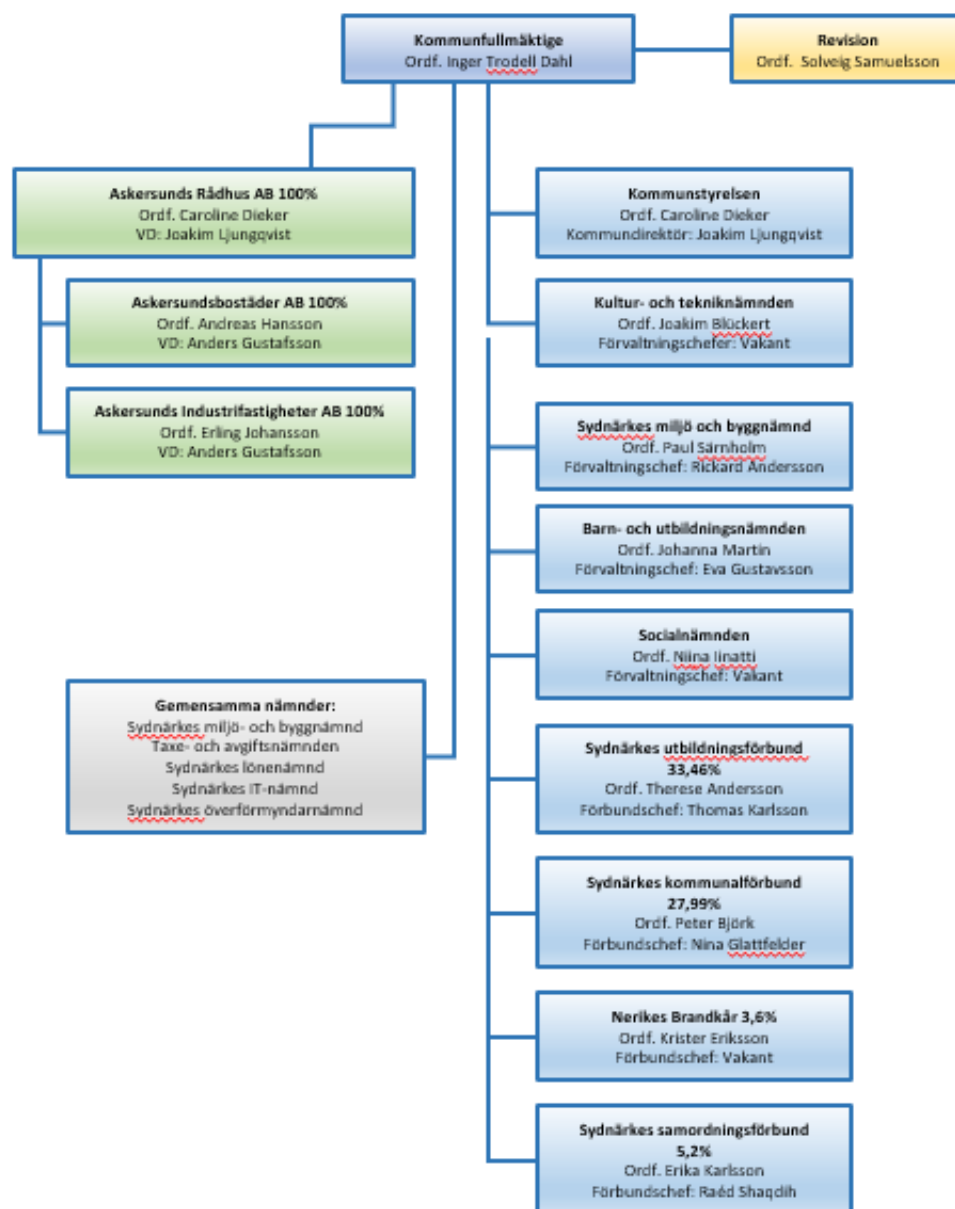 Kommunfullmäktige
Ordf. Inger Trodell Dahl
Revision
Ordf. Solveig Samuelsson
Askersunds Rådhus AB 100%
Ordf. Caroline Dieker
VD: Joakim Ljungqvist
Askersundsbostäder AB 100%
Ordf. Andreas Hansson
VD: Anders Gustafsson
Askersunds Industrifastigheter AB 100%
Ordf. Erling Johansson
VD: Anders Gustafsson
Gemensamma nämnder:
Sydnärkes miljö- och byggnämnd
Taxe- och avgiftsnämnden
Sydnärkes lönenämnd
Sydnärkes IT-nämnd
Sydnärkes överförmyndarnämnd
Kommunstyrelsen
Ordf. Caroline Dieker
Kommundirektör: Joakim Ljungqvist
Kultur- och tekniknämnden
Ordf. Joakim Blückert
Förvaltningschefer: Vakant
Sydnärkes miljö och byggnämnd
Ordf. Paul Särnholm
Förvaltningschef: Rickard Andersson
Barn- och utbildningsnämnden
Ordf. Johanna Martin
Förvaltningschef: Eva Gustavsson
Socialnämnden
Ordf. Niina Iinatti
Förvaltningschef: Vakant
Sydnärkes utbildningsförbund
33,46%
Ordf. Therese Andersson
Förbundschef: Thomas Karlsson
Sydnärkes kommunalförbund
27,99%
Ordf. Peter Björk
Förbundschef: Nina Glattfelder
Nerikes Brandkår 3,6%
Ordf. Krister Eriksson
Förbundschef: Vakant
Sydnärkes samordningsförbund
5,2%
Ordf. Erika Karlsson
Förbundschef: Raéd Shaqdih